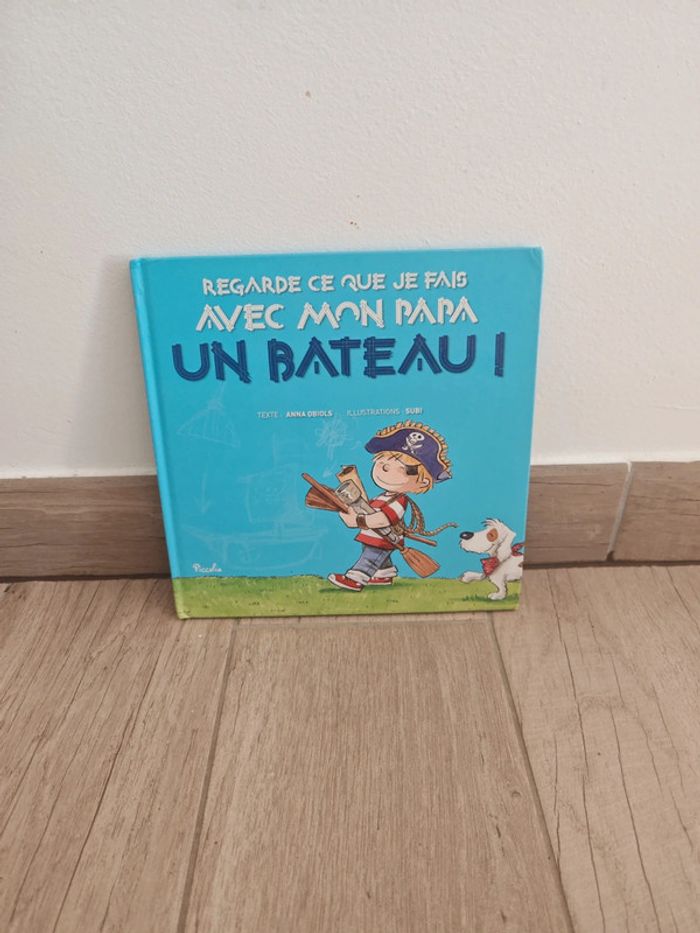 REGARDE CE QUE JE FAIS
AVEC MON PAPA
UN BATEAU !
TEXTE : ANNA OBIOLS ILLUSTRATIONS : SUBI
Piccolia